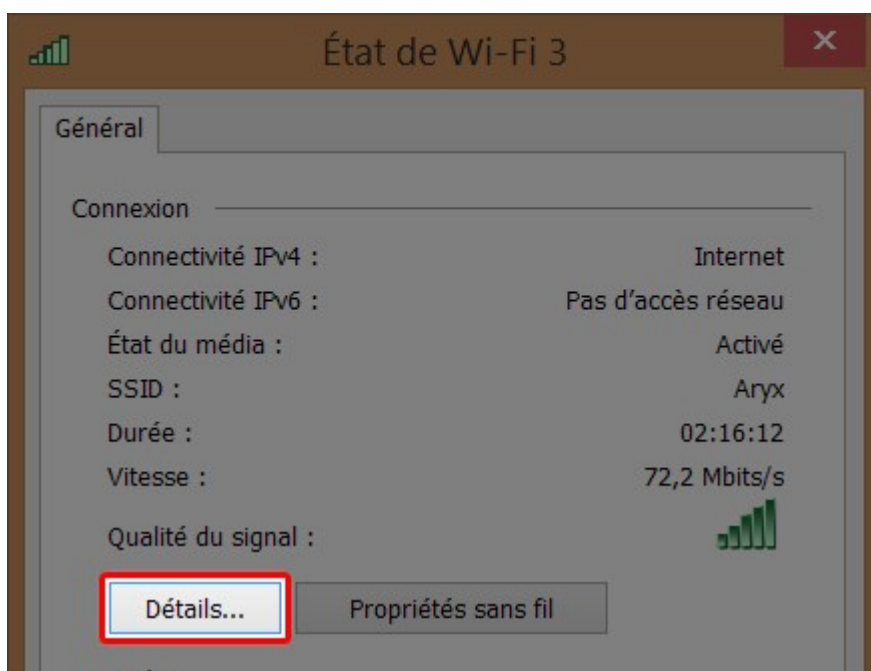 État de Wi-Fi 3
Général
Connexion
Connectivité IPv4 : Internet
Connectivité IPv6 : Pas d’accès réseau
État du média : Activé
SSID : Aryx
Durée : 02:16:12
Vitesse : 72,2 Mbits/s
Qualité du signal :
Détails... Propriétés sans fil